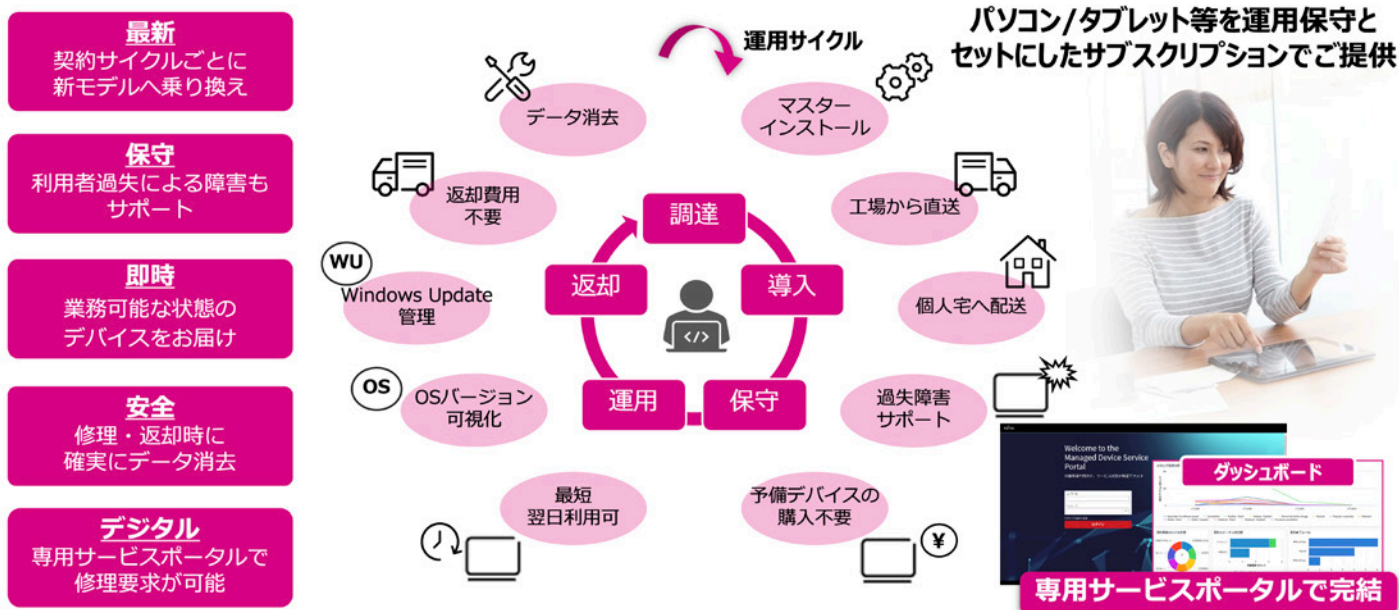 最新
契約サイクルごとに
新モデルへ乗り換え
保守
利用者過失による障害も
サポート
即時
業務可能な状態の
デバイスをお届け
安全
修理・返却時に
確実にデータ消去
デジタル
専用サービスポータルで
修理要求が可能
運用サイクル
データ消去
マスター
インストール
返却費用
不要
工場から直送
WU
Windows Update
管理
個人宅へ配送
OS
OSバージョン
可視化
過失障害
サポート
最短
翌日利用可
予備デバイスの
購入不要
¥
調達
導入
保守
運用
返却
</>
パソコン/タブレット等を運用保守と
セットにしたサブスクリプションでご提供
Welcome to the
Managed Device Service
Portal
ダッシュボード
専用サービスポータルで完結